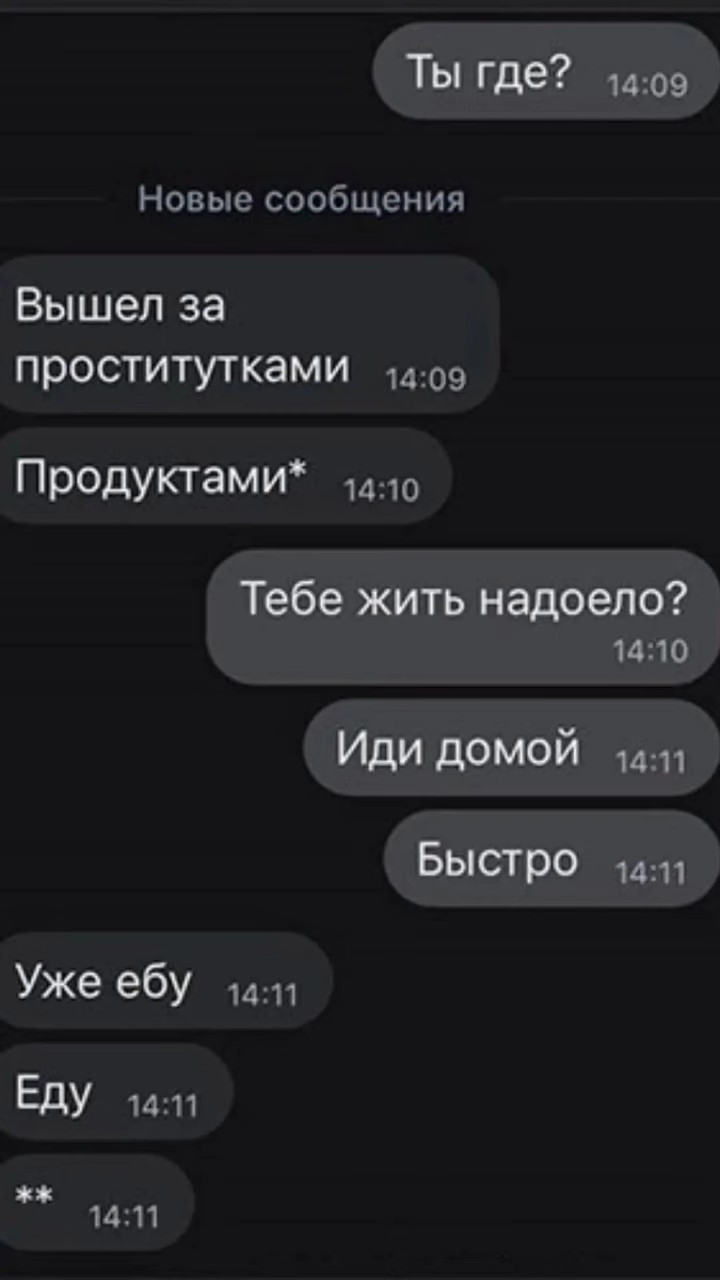 Ты где? 14:09
Новые сообщения
Вышел за
проститутками 14:09
Продуктами* 14:10
Тебе жить надоело?
14:10
Иди домой 14:11
Быстро 14:11
Уже ебу 14:11
Еду 14:11
** 14:11